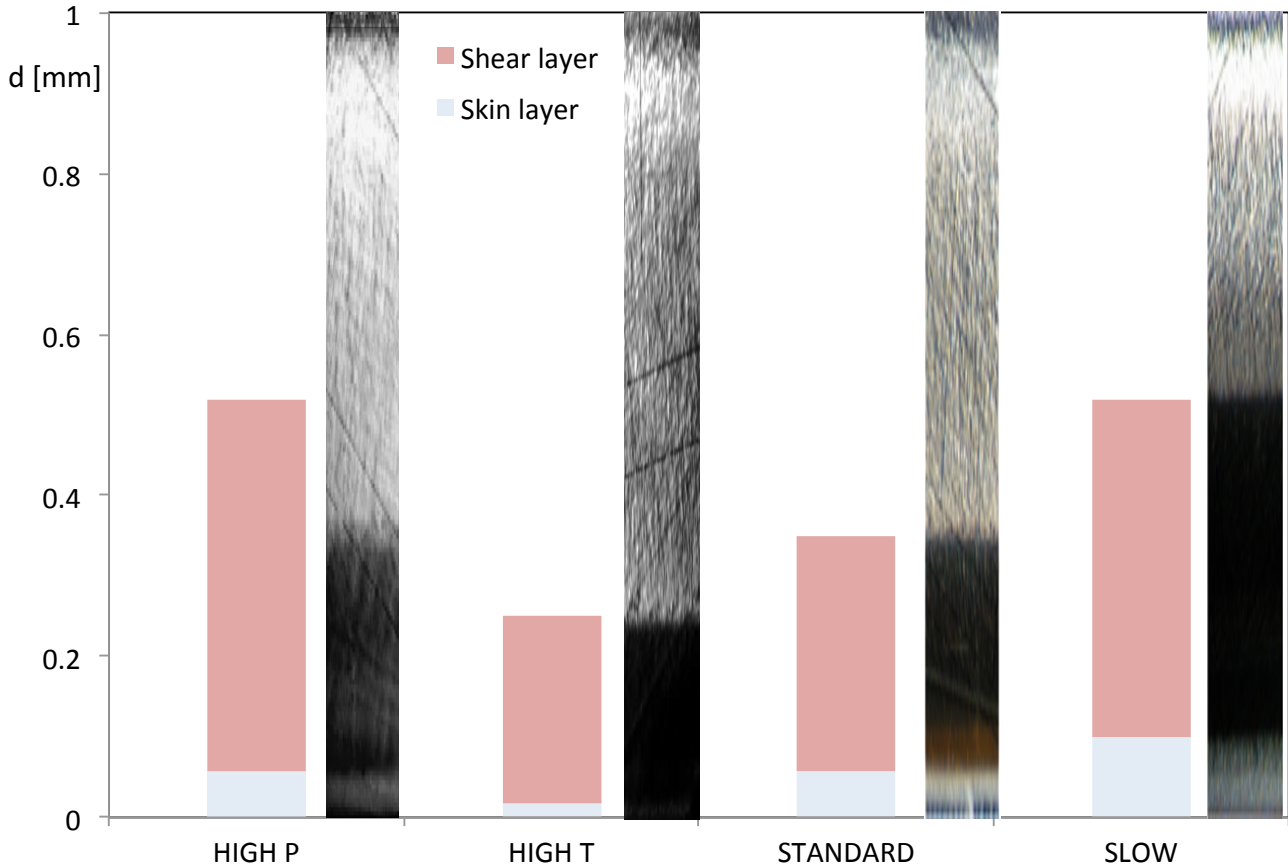 1
d [mm]
Shear layer
Skin layer
0.8
0.6
0.4
0.2
0
HIGH P
HIGH T
STANDARD
SLOW